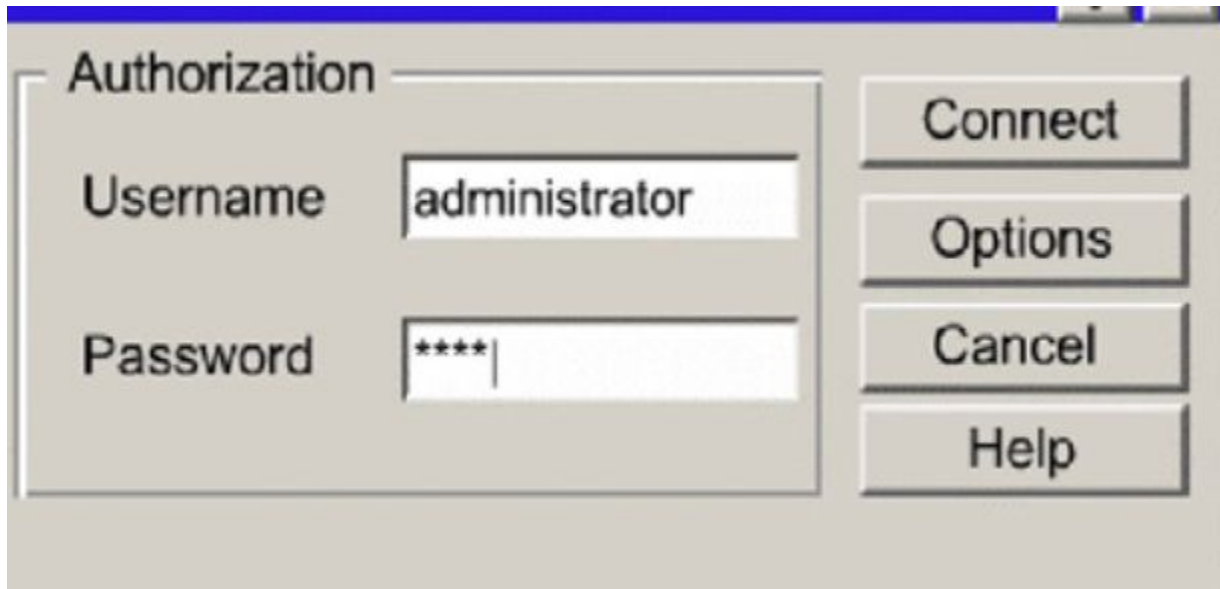 Authorization
Username administrator
Password ****
Connect
Options
Cancel
Help